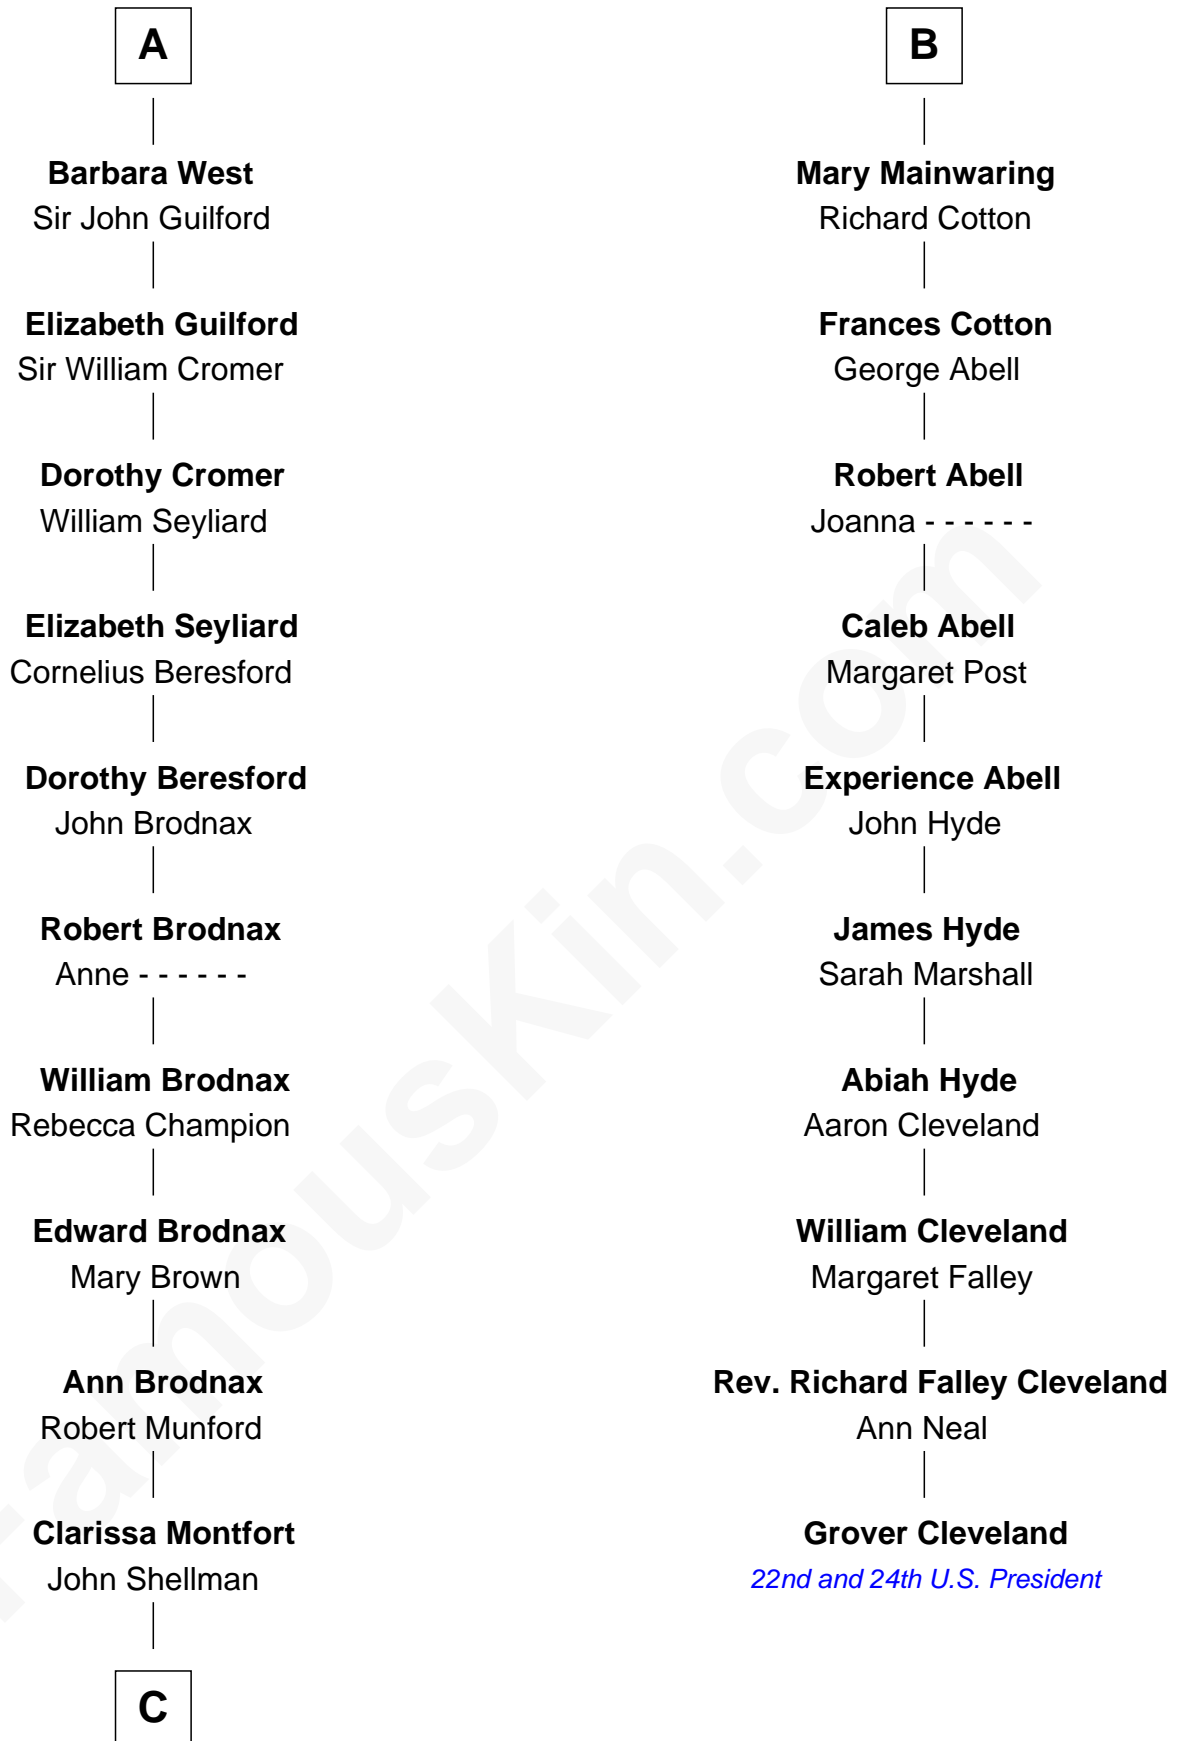 A
Barbara West
Sir John Guilford
Elizabeth Guilford
Sir William Cromer
Dorothy Cromer
William Seyliard
Elizabeth Seyliard
Cornelius Beresford
Dorothy Beresford
John Brodnax
Robert Brodnax
Anne - - - - - -
William Brodnax
Rebecca Champion
Edward Brodnax
Mary Brown
Ann Brodnax
Robert Munford
Clarissa Montfort
John Shellman
C
B
Mary Mainwaring
Richard Cotton
Frances Cotton
George Abell
Robert Abell
Joanna - - - - - -
Caleb Abell
Margaret Post
Experience Abell
John Hyde
James Hyde
Sarah Marshall
Abiah Hyde
Aaron Cleveland
William Cleveland
Margaret Falley
Rev. Richard Falley Cleveland
Ann Neal
Grover Cleveland
22nd and 24th U.S. President
FamousKin.com